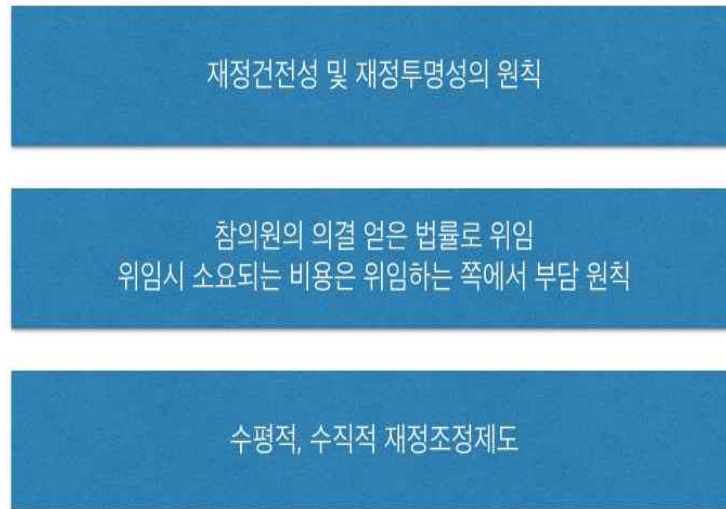 재정건전성 및 재정투명성의 원칙
참의원의 의결 얻은 법률로 위임
위임시 소요되는 비용은 위임하는 쪽에서 부담 원칙
수평적, 수직적 재정조정제도